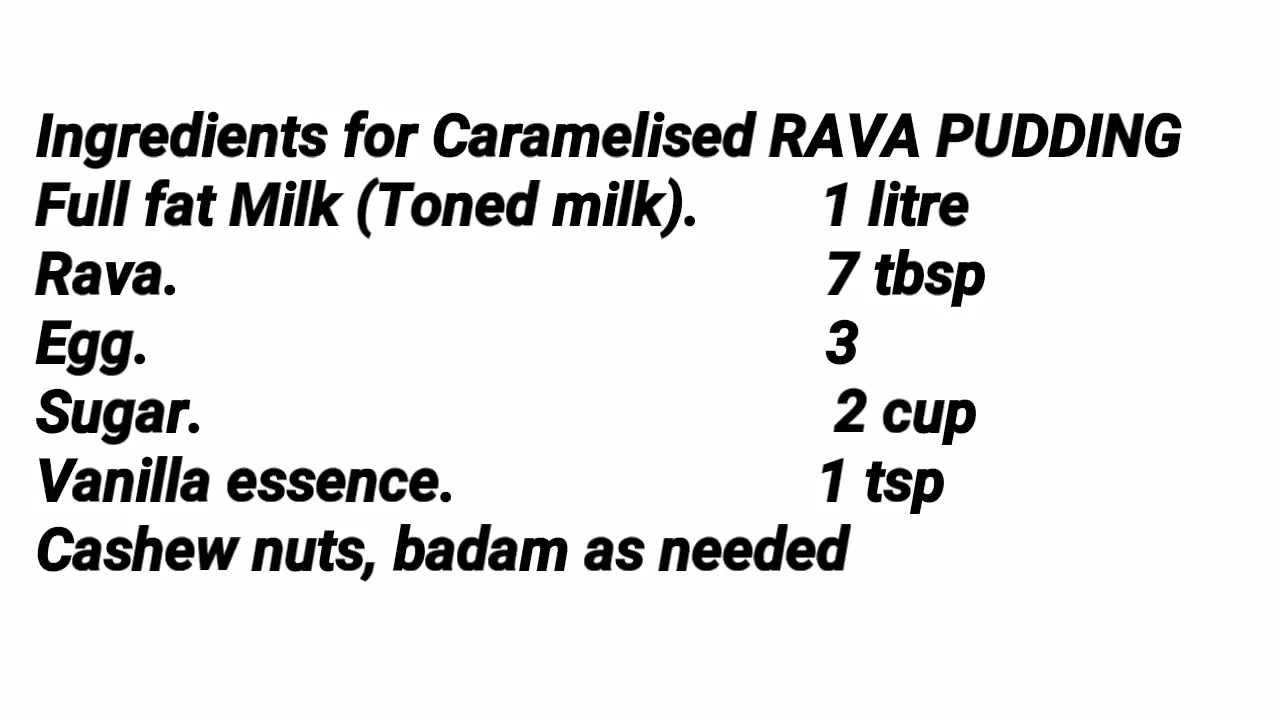 Ingredients for Caramelised RAVA PUDDING
Full fat Milk (Toned milk). 1 litre
Rava. 7 tbsp
Egg. 3
Sugar. 2 cup
Vanilla essence. 1 tsp
Cashew nuts, badam as needed